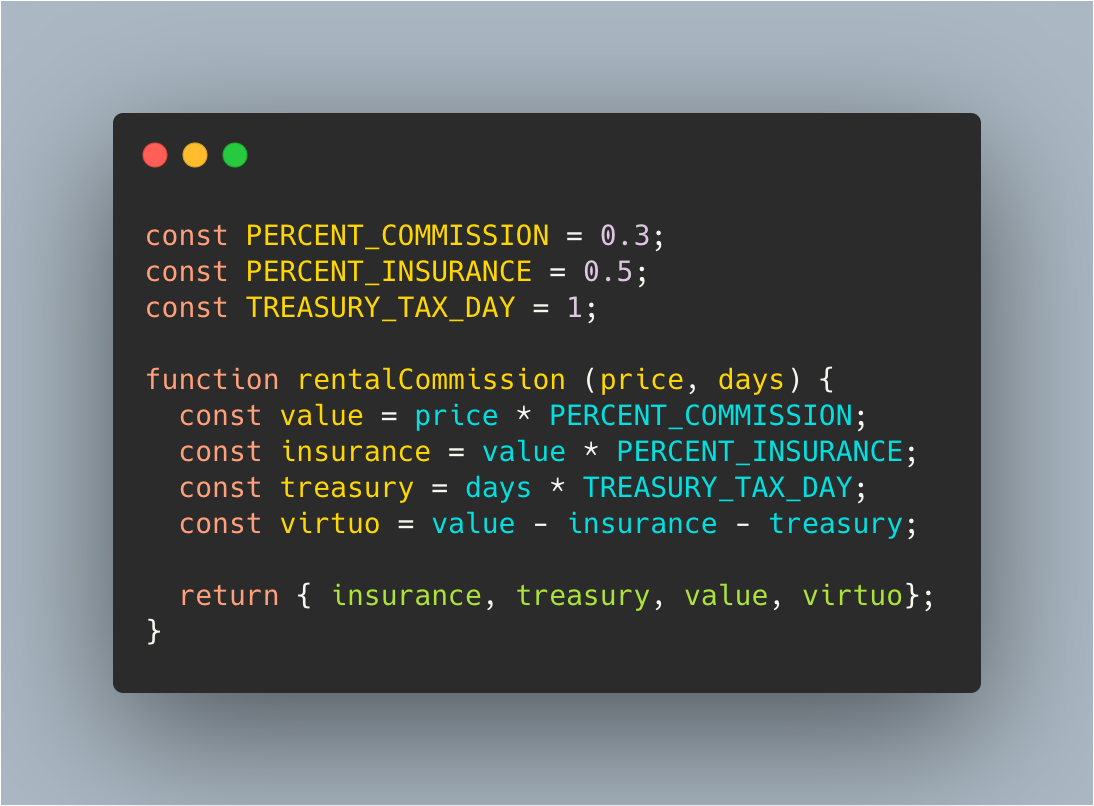 const PERCENT_COMMISSION = 0.3;
const PERCENT_INSURANCE = 0.5;
const TREASURY_TAX_DAY = 1;

function rentalCommission (price, days) {
  const value = price * PERCENT_COMMISSION;
  const insurance = value * PERCENT_INSURANCE;
  const treasury = days * TREASURY_TAX_DAY;
  const virtuo = value - insurance - treasury;

  return { insurance, treasury, value, virtuo};
}